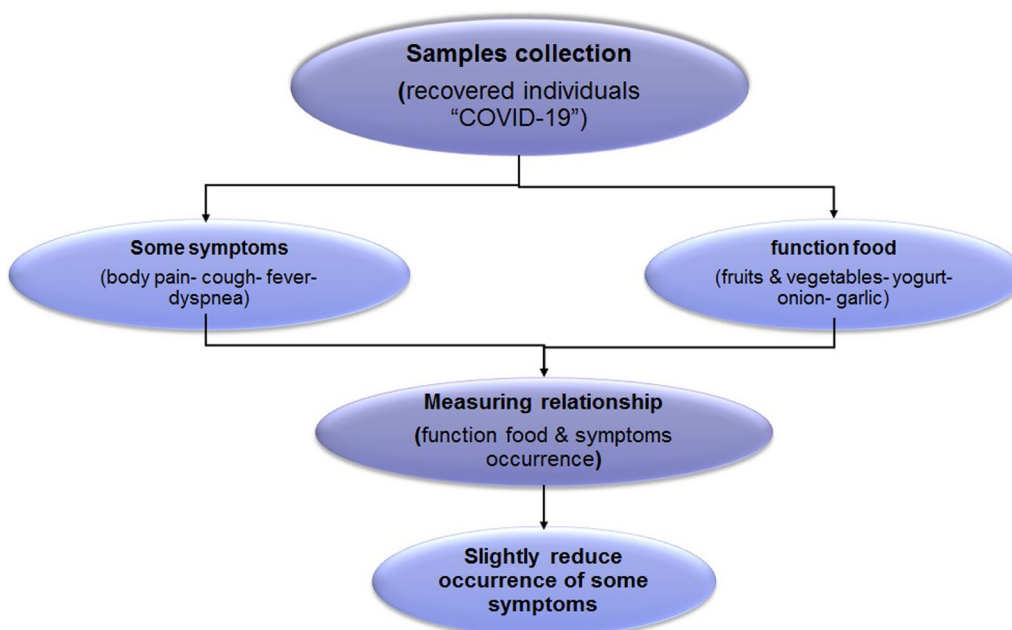 Samples collection
(recovered individuals
“COVID-19”)
Some symptoms
(body pain- cough- fever-
dyspnea)
function food
(fruits & vegetables- yogurt-
onion- garlic)
Measuring relationship
(function food & symptoms
occurrence)
Slightly reduce
occurrence of some
symptoms